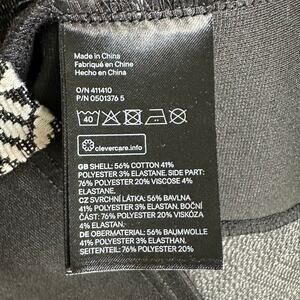 Made in China
Fabriqué en Chine
Hecho en China
O/N 411410
P/N 0501376 5
40
clevercare.info
GB SHELL: 56% COTTON 41%
POLYESTER 3% ELASTANE. SIDE PART:
76% POLYESTER 20% VISCOSE 4%
ELASTANE.
CZ SVRCHNÍ LÁTKA: 56% BAVLNA
41% POLYESTER 3% ELASTAN. BOČNÍ
ČÁST: 76% POLYESTER 20% VISKÓZA
4% ELASTAN.
DE OBERMATERIAL: 56% BAUMWOLLE
41% POLYESTER 3% ELASTHAN.
SEITENTEIL: 76% POLYESTER 20%